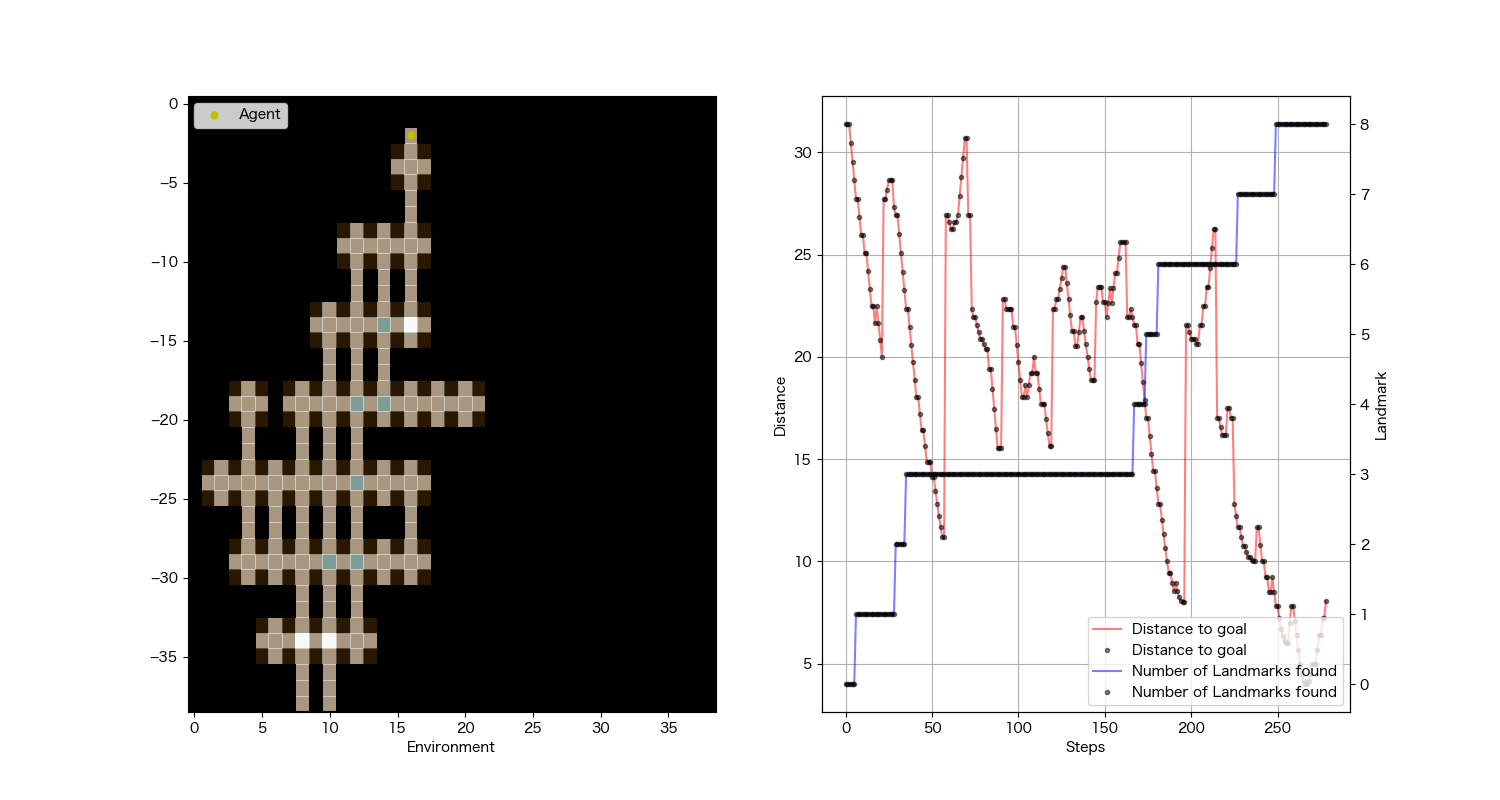 Agent
0
−5
−10
−15
−20
−25
−30
−35
0 5 10 15 20 25 30 35
Environment
30
25
20
15
10
5
Distance
8
7
6
5
4
3
2
1
0
Landmark
Distance to goal
Distance to goal
Number of Landmarks found
Number of Landmarks found
0 50 100 150 200 250
Steps